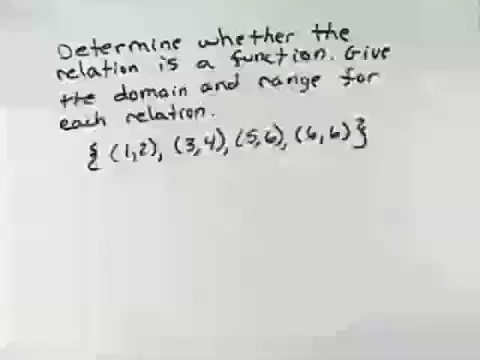 Determine whether the
relation is a function. Give
the domain and range for
each relation.
{ (1,2), (3,4), (5,6), (6,6) }